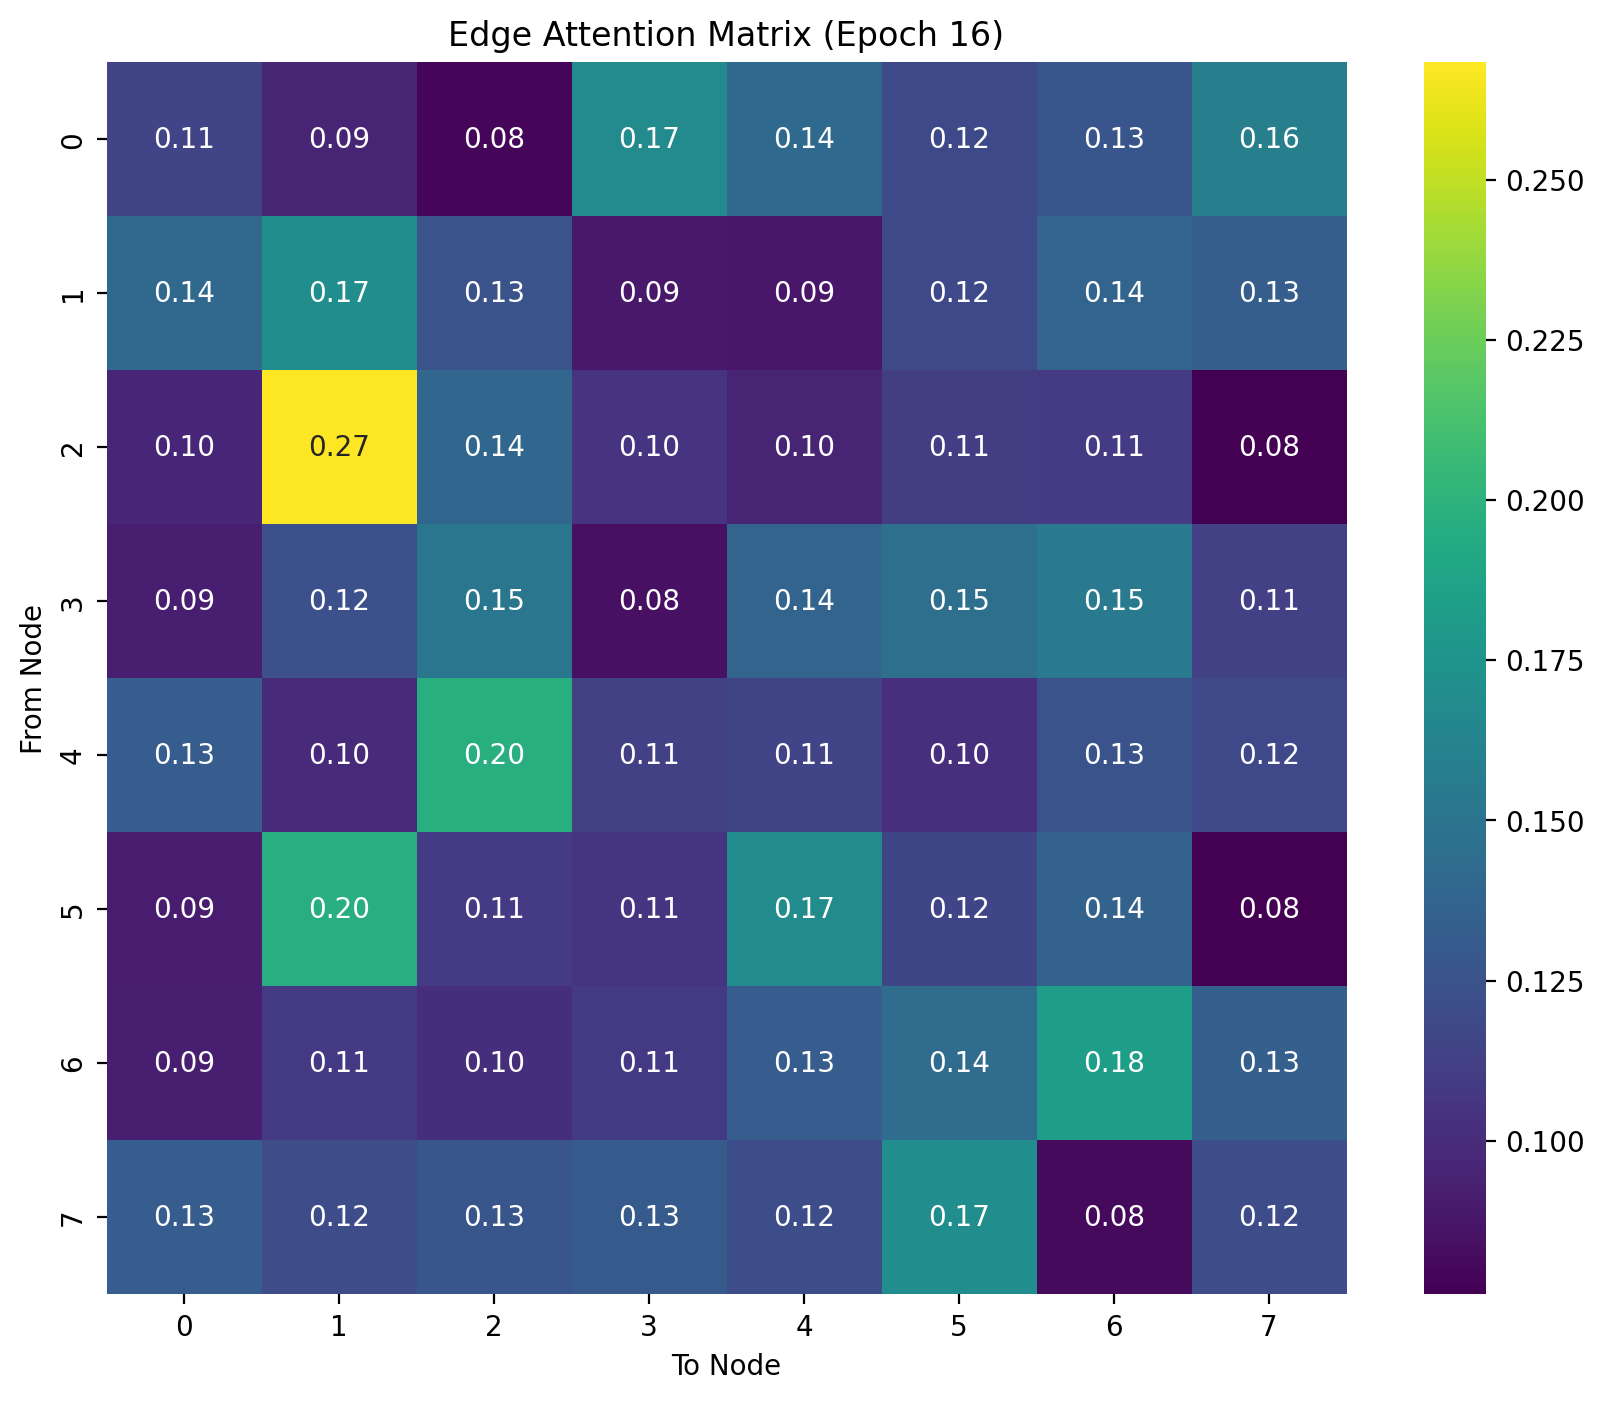 Edge Attention Matrix (Epoch 16)
0 0.11 0.09 0.08 0.17 0.14 0.12 0.13 0.16
1 0.14 0.17 0.13 0.09 0.09 0.12 0.14 0.13
2 0.10 0.27 0.14 0.10 0.10 0.11 0.11 0.08
3 0.09 0.12 0.15 0.08 0.14 0.15 0.15 0.11
4 0.13 0.10 0.20 0.11 0.11 0.10 0.13 0.12
5 0.09 0.20 0.11 0.11 0.17 0.12 0.14 0.08
6 0.09 0.11 0.10 0.11 0.13 0.14 0.18 0.13
7 0.13 0.12 0.13 0.13 0.12 0.17 0.08 0.12
0 1 2 3 4 5 6 7
To Node
From Node
0.250
0.225
0.200
0.175
0.150
0.125
0.100